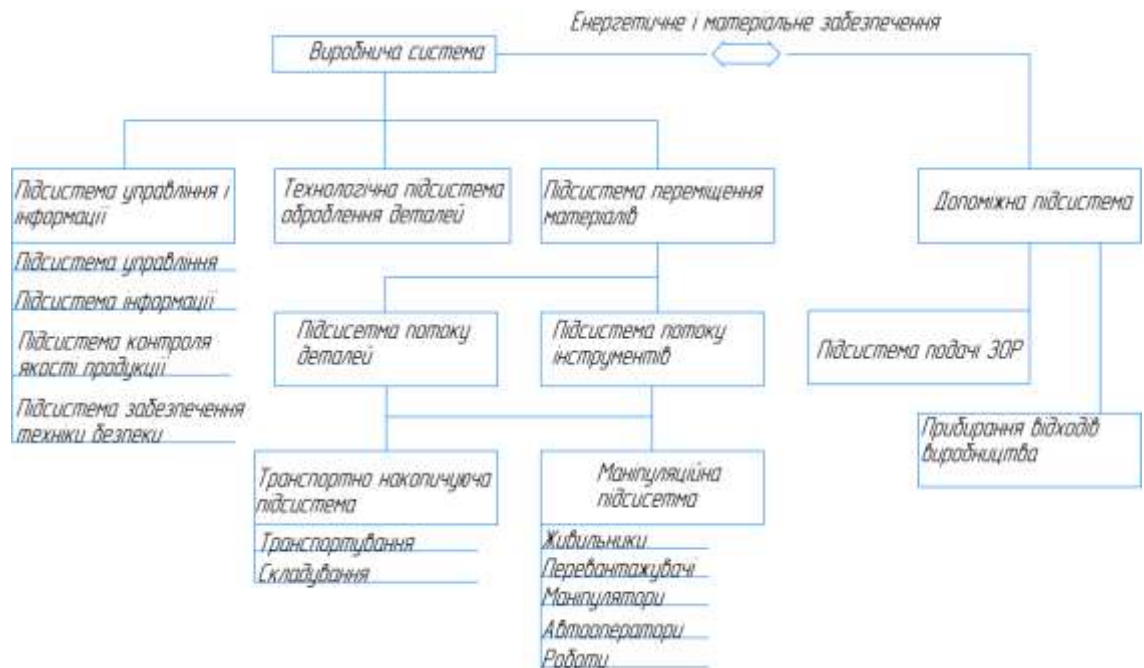 Енергетичне і матеріальне забезпечення
Виробнича система
Підсистема управління і
інформації
Технологічна підсистема
оброблення деталей
Підсистема переміщення
матеріалів
Допоміжна підсистема
Підсистема управління
Підсистема інформації
Підсистема контроля
якості продукції
Підсистема забезпечення
техніки безпеки
Підсисетма потоку
деталей
Підсистема потоку
інструментів
Підсистема подачі ЗОР
Прибирання відходів
виробництва
Транспортно накопичуюча
підсистема
Транспортування
Складування
Маніпуляційна
підсисетма
Живильники
Перевантажувачі
Маніпулятори
Автооператори
Роботи